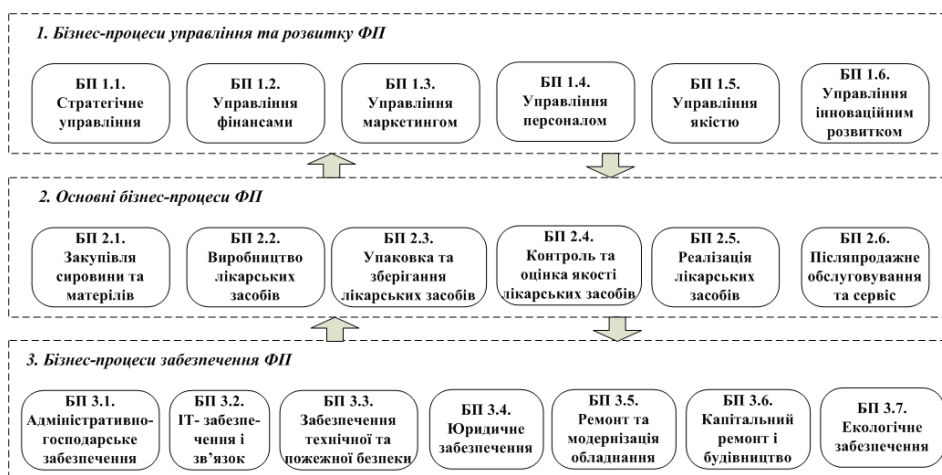 1. Бізнес-процеси управління та розвитку ФП
БП 1.1.
Стратегічне
управління
БП 1.2.
Управління
фінансами
БП 1.3.
Управління
маркетингом
БП 1.4.
Управління
персоналом
БП 1.5.
Управління
якістю
БП 1.6.
Управління
інноваційним
розвитком
2. Основні бізнес-процеси ФП
БП 2.1.
Закупівля
сировини та
матерілів
БП 2.2.
Виробництво
лікарських
засобів
БП 2.3.
Упаковка та
зберігання
лікарських засобів
БП 2.4.
Контроль та
оцінка якості
лікарських засобів
БП 2.5.
Реалізація
лікарських
засобів
БП 2.6.
Післяпродажне
обслуговування
та сервіс
3. Бізнес-процеси забезпечення ФП
БП 3.1.
Адміністративно-
господарське
забезпечення
БП 3.2.
ІТ- забезпе-
чення і
зв’язок
БП 3.3.
Забезпечення
технічної та
пожежної безпеки
БП 3.4.
Юридичне
забезпечення
БП 3.5.
Ремонт та
модернізація
обладнання
БП 3.6.
Капітальний
ремонт і
будівництво
БП 3.7.
Екологічне
забезпечення